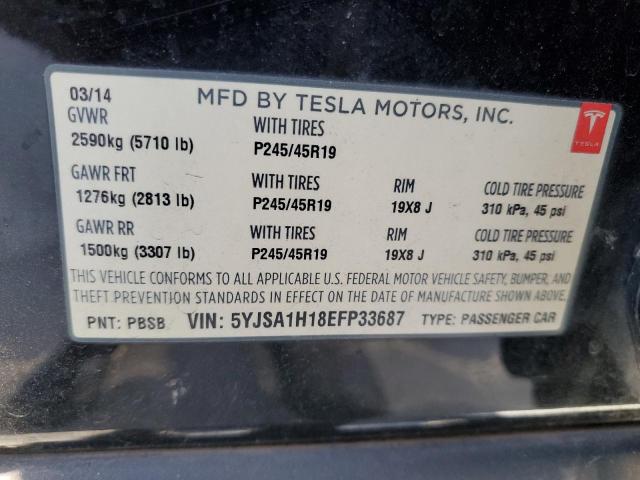 03/14 MFD BY TESLA MOTORS, INC.
GVWR WITH TIRES
2590kg (5710 lb) P245/45R19
TESLA
GAWR FRT WITH TIRES RIM COLD TIRE PRESSURE
1276kg (2813 lb) P245/45R19 19X8 J 310 kPa, 45 psi
GAWR RR WITH TIRES RIM COLD TIRE PRESSURE
1500kg (3307 lb) P245/45R19 19X8 J 310 kPa, 45 psi
THIS VEHICLE CONFORMS TO ALL APPLICABLE U.S. FEDERAL MOTOR VEHICLE SAFETY, BUMPER, AND
THEFT PREVENTION STANDARDS IN EFFECT ON THE DATE OF MANUFACTURE SHOWN ABOVE.
PNT: PBSB VIN: 5YJSA1H18EFP33687 TYPE: PASSENGER CAR